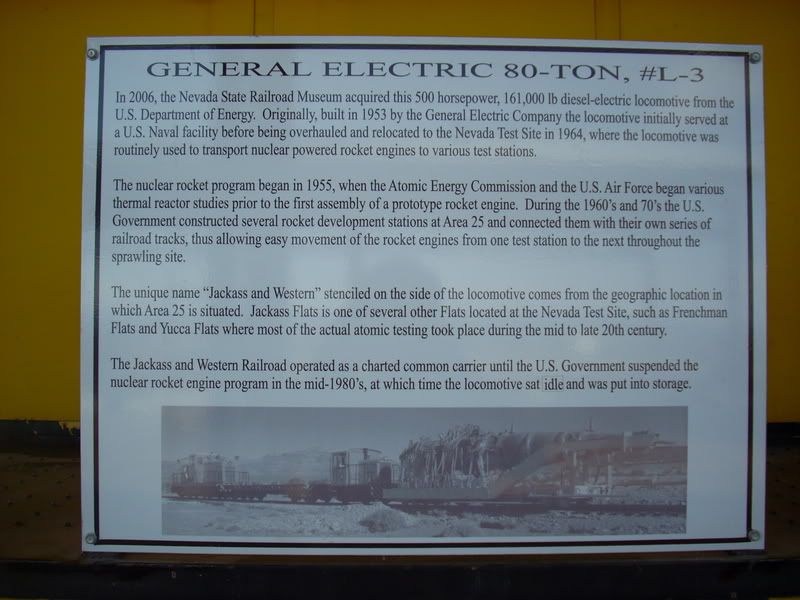 GENERAL ELECTRIC 80-TON, #L-3
In 2006, the Nevada State Railroad Museum acquired this 500 horsepower, 161,000 lb diesel-electric locomotive from the
U.S. Department of Energy. Originally, built in 1953 by the General Electric Company the locomotive initially served at
a U.S. Naval facility before being overhauled and relocated to the Nevada Test Site in 1964, where the locomotive was
routinely used to transport nuclear powered rocket engines to various test stations.
The nuclear rocket program began in 1955, when the Atomic Energy Commission and the U.S. Air Force began various
thermal reactor studies prior to the first assembly of a prototype rocket engine. During the 1960's and 70's the U.S.
Government constructed several rocket development stations at Area 25 and connected them with their own series of
railroad tracks, thus allowing easy movement of the rocket engines from one test station to the next throughout the
sprawling site.
The unique name "Jackass and Western" stenciled on the side of the locomotive comes from the geographic location in
which Area 25 is situated. Jackass Flats is one of several other Flats located at the Nevada Test Site, such as Frenchman
Flats and Yucca Flats where most of the actual atomic testing took place during the mid to late 20th century.
The Jackass and Western Railroad operated as a charted common carrier until the U.S. Government suspended the
nuclear rocket engine program in the mid-1980's, at which time the locomotive sat idle and was put into storage.